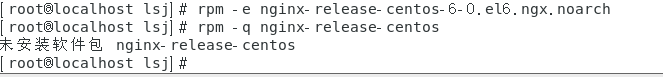 [root@localhost lsj]# rpm -e nginx-release-centos-6-0.el6.ngx.noarch
[root@localhost lsj]# rpm -q nginx-release-centos
未安装软件包 nginx-release-centos
[root@localhost lsj]#